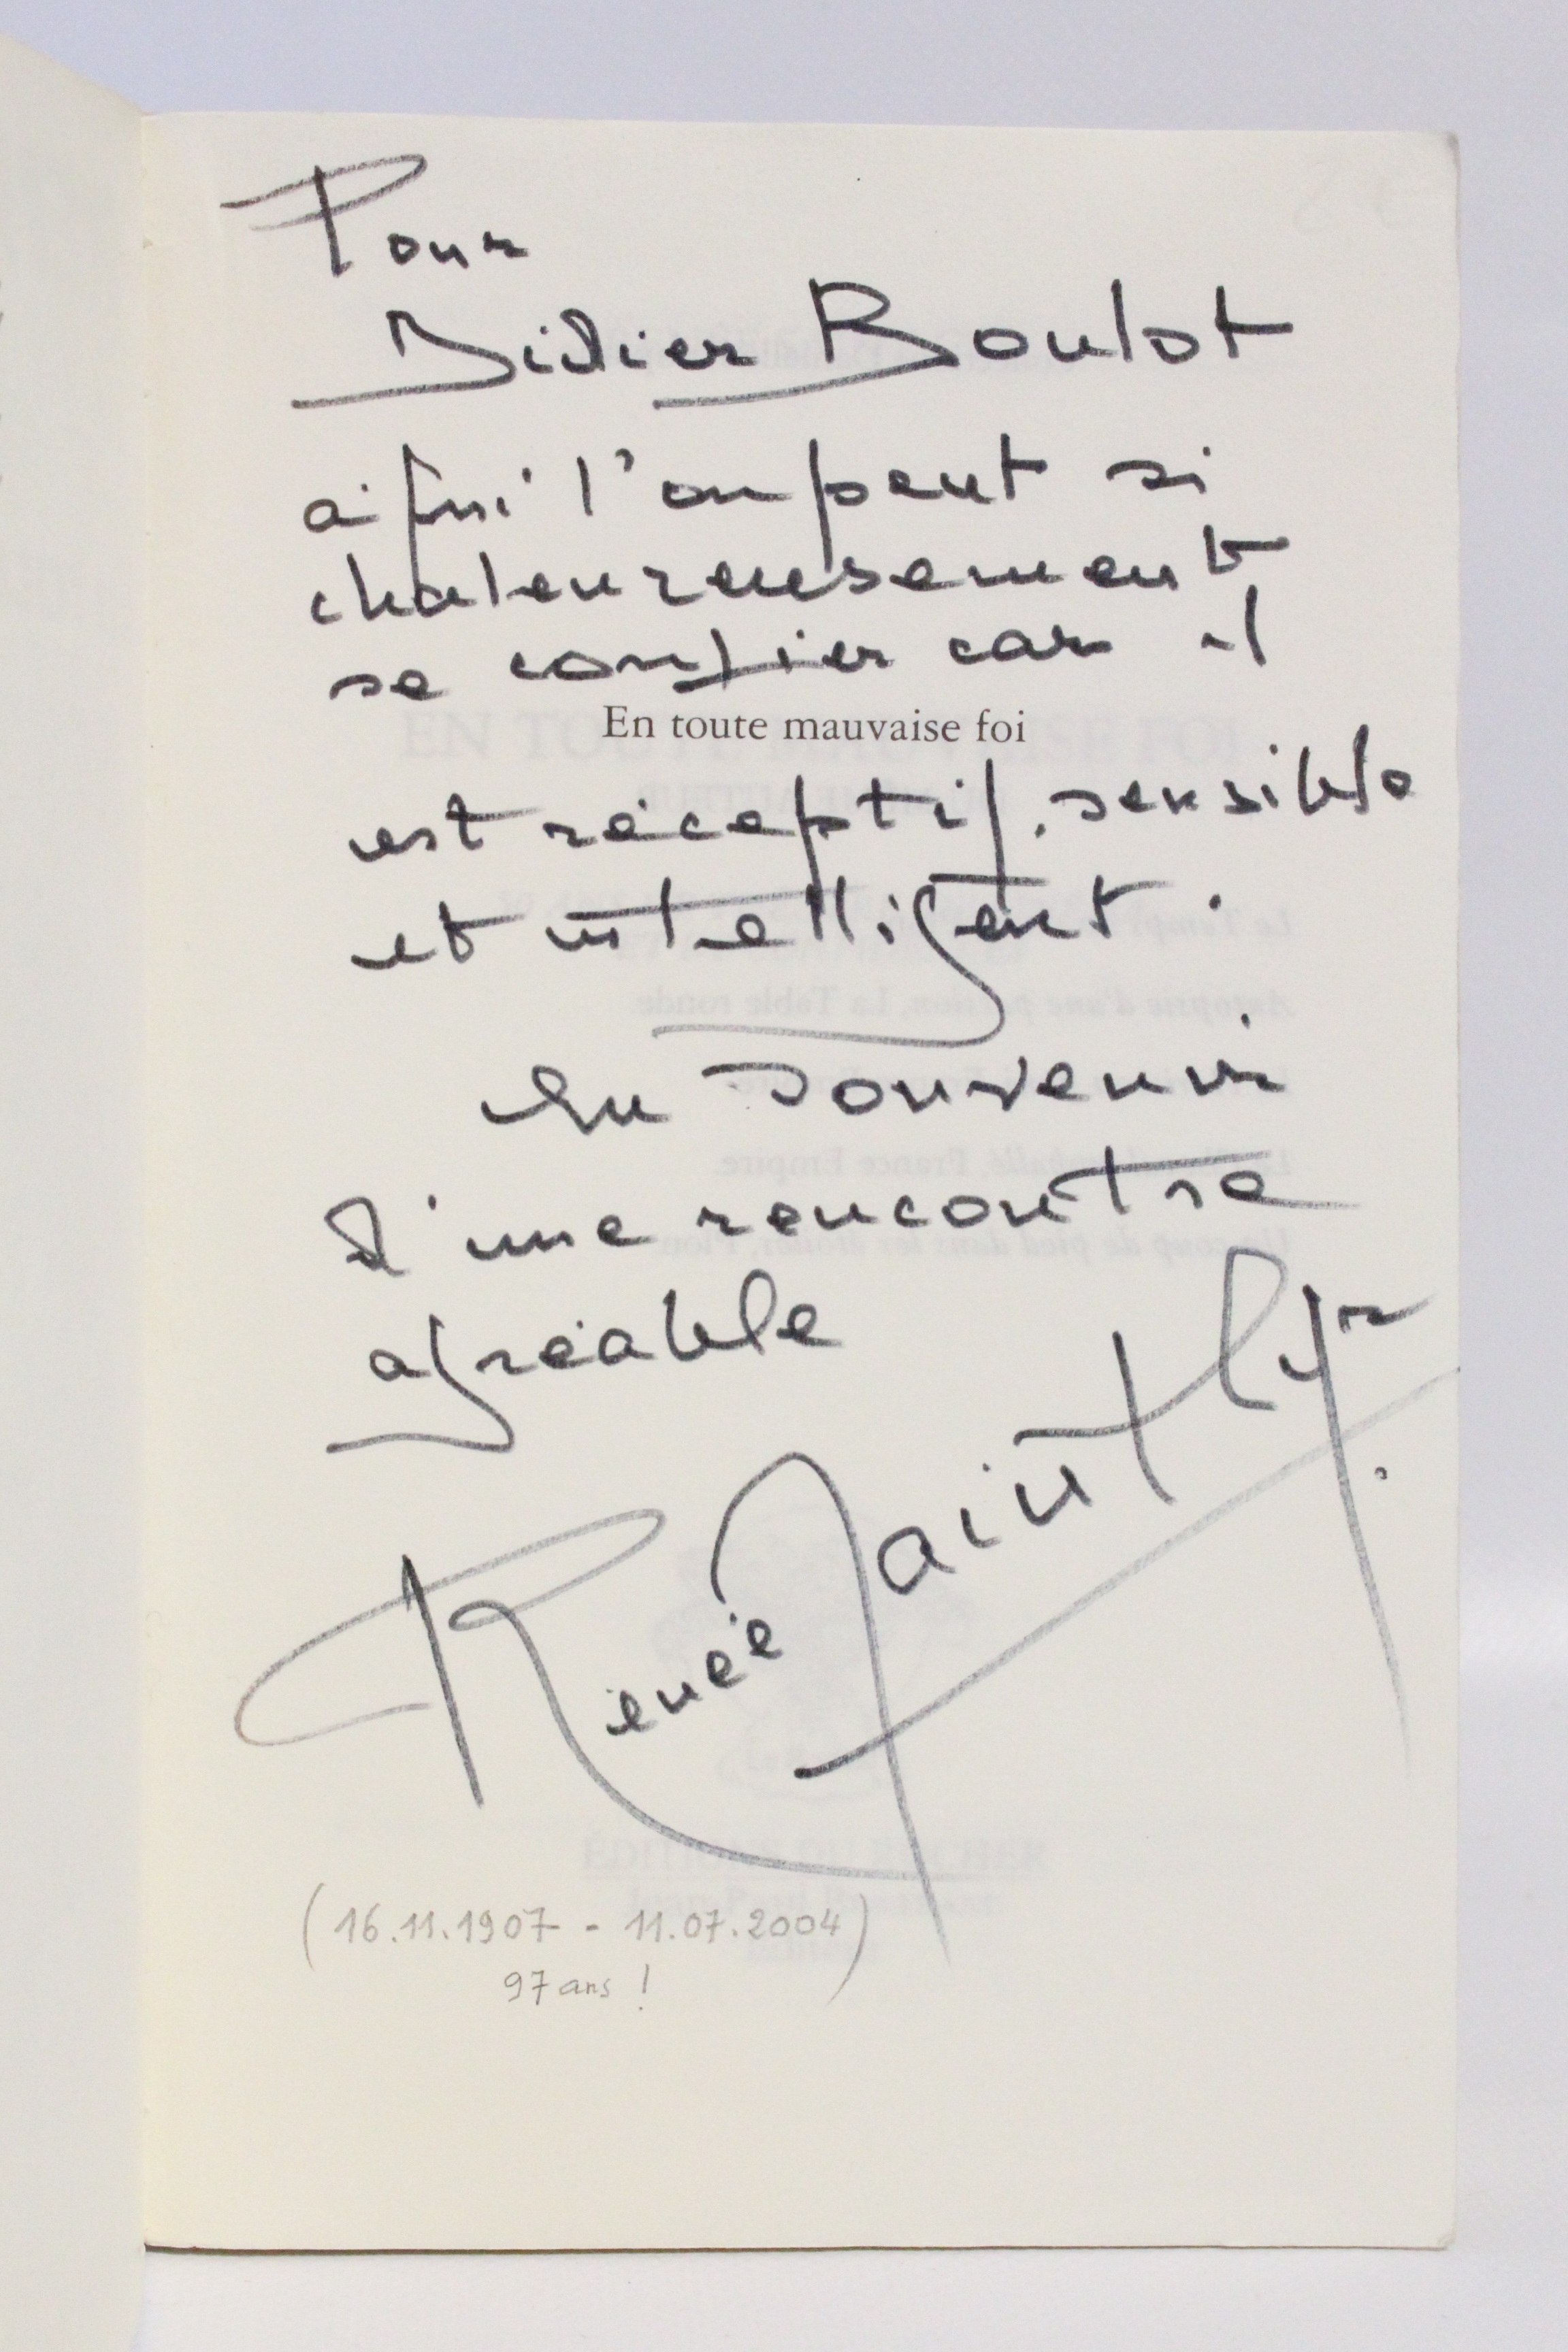 Pour
Didier Boulot
à qui l'on peut si
chaleureusement
se confier car il
En toute mauvaise foi
est réceptif, sensible
et intelligent.
En souvenir
d'une rencontre
agréable
Renée Saint Cyr.
(16.11.1907 - 11.07.2004)
97 ans !